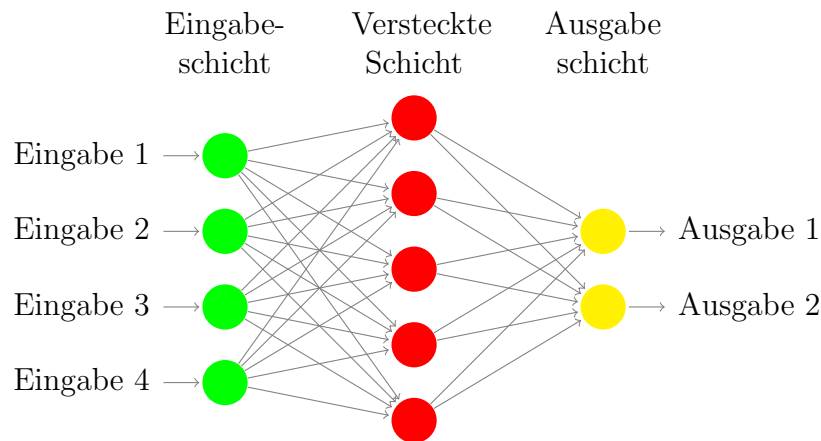 Eingabe-
schicht
Versteckte
Schicht
Ausgabe
schicht
Eingabe 1
Eingabe 2
Eingabe 3
Eingabe 4
Ausgabe 1
Ausgabe 2